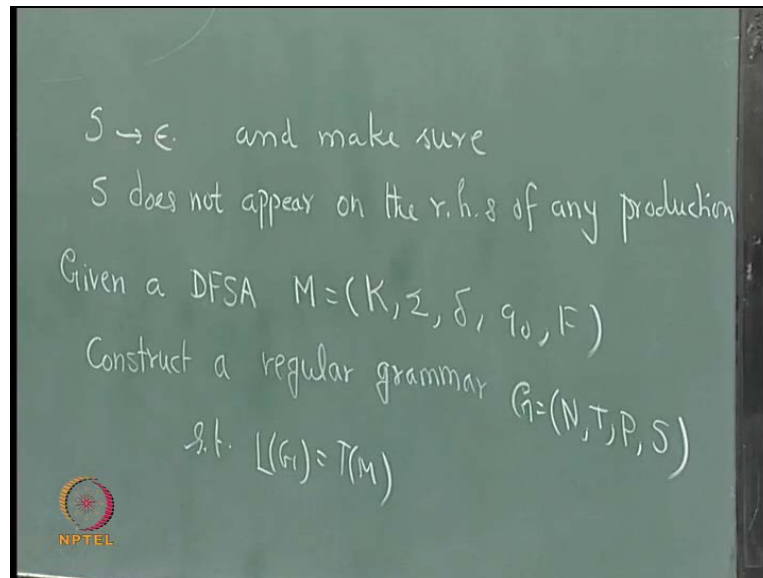 S → ε. and make sure
S does not appear on the r.h.s of any production
Given a DFSA M = (K, Σ, δ, q₀, F)
Construct a regular grammar G = (N, T, P, S)
s.t. L(G) = T(M)
NPTEL